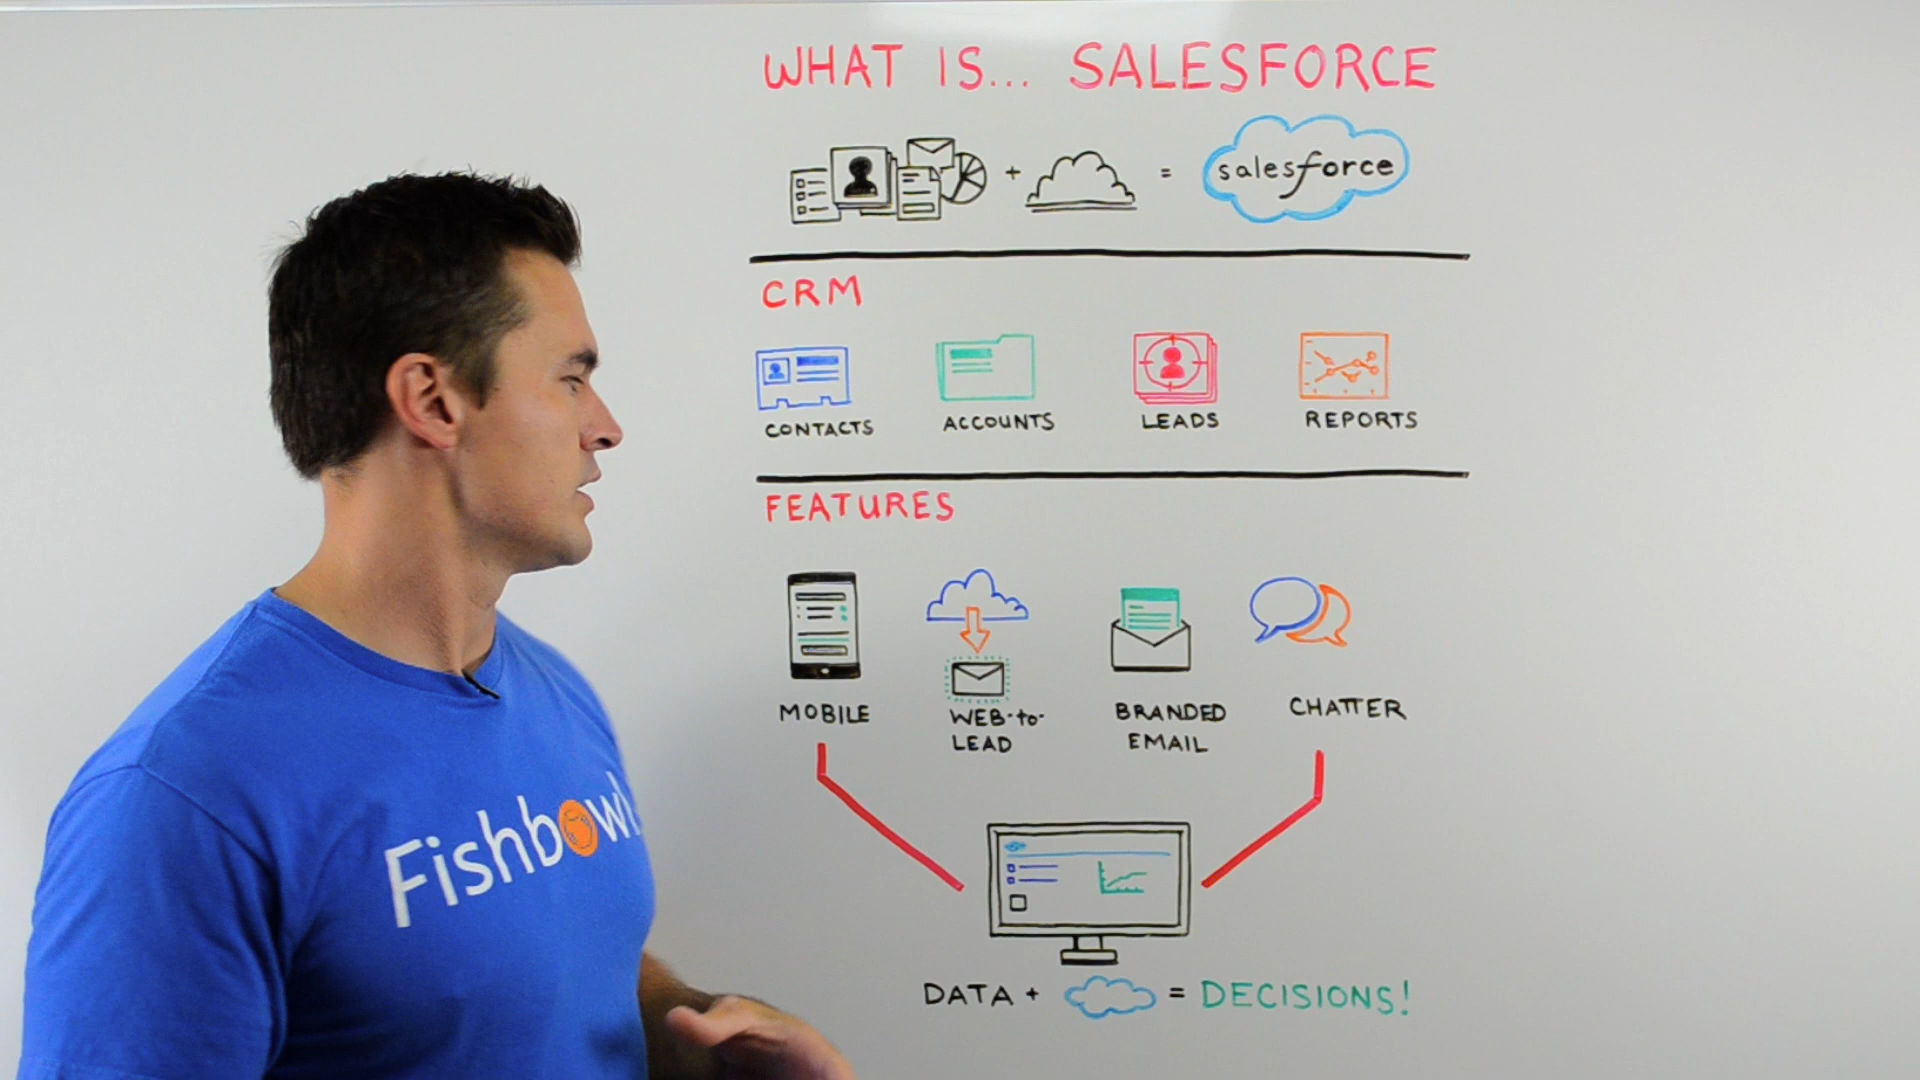 WHAT IS... SALESFORCE
+ = salesforce
CRM
CONTACTS ACCOUNTS LEADS REPORTS
FEATURES
MOBILE WEB-to- BRANDED CHATTER
LEAD EMAIL
DATA + = DECISIONS!
Fishbowl